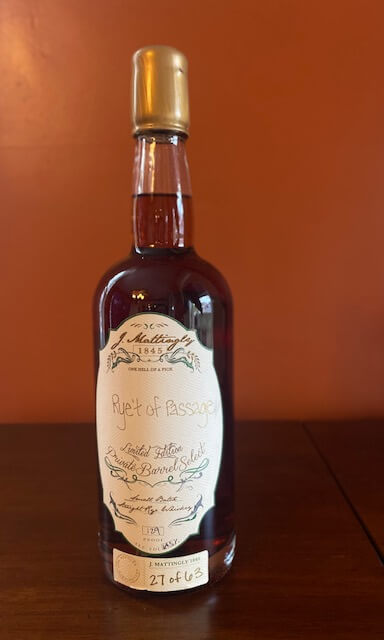 J. Mattingly
1845
ONE HELL OF A PICK
Rye't of Passage
Limited Edition
Private Barrel Select
Small Batch
Straight Rye Whiskey
PROOF
J. MATTINGLY 1845
27 of 63